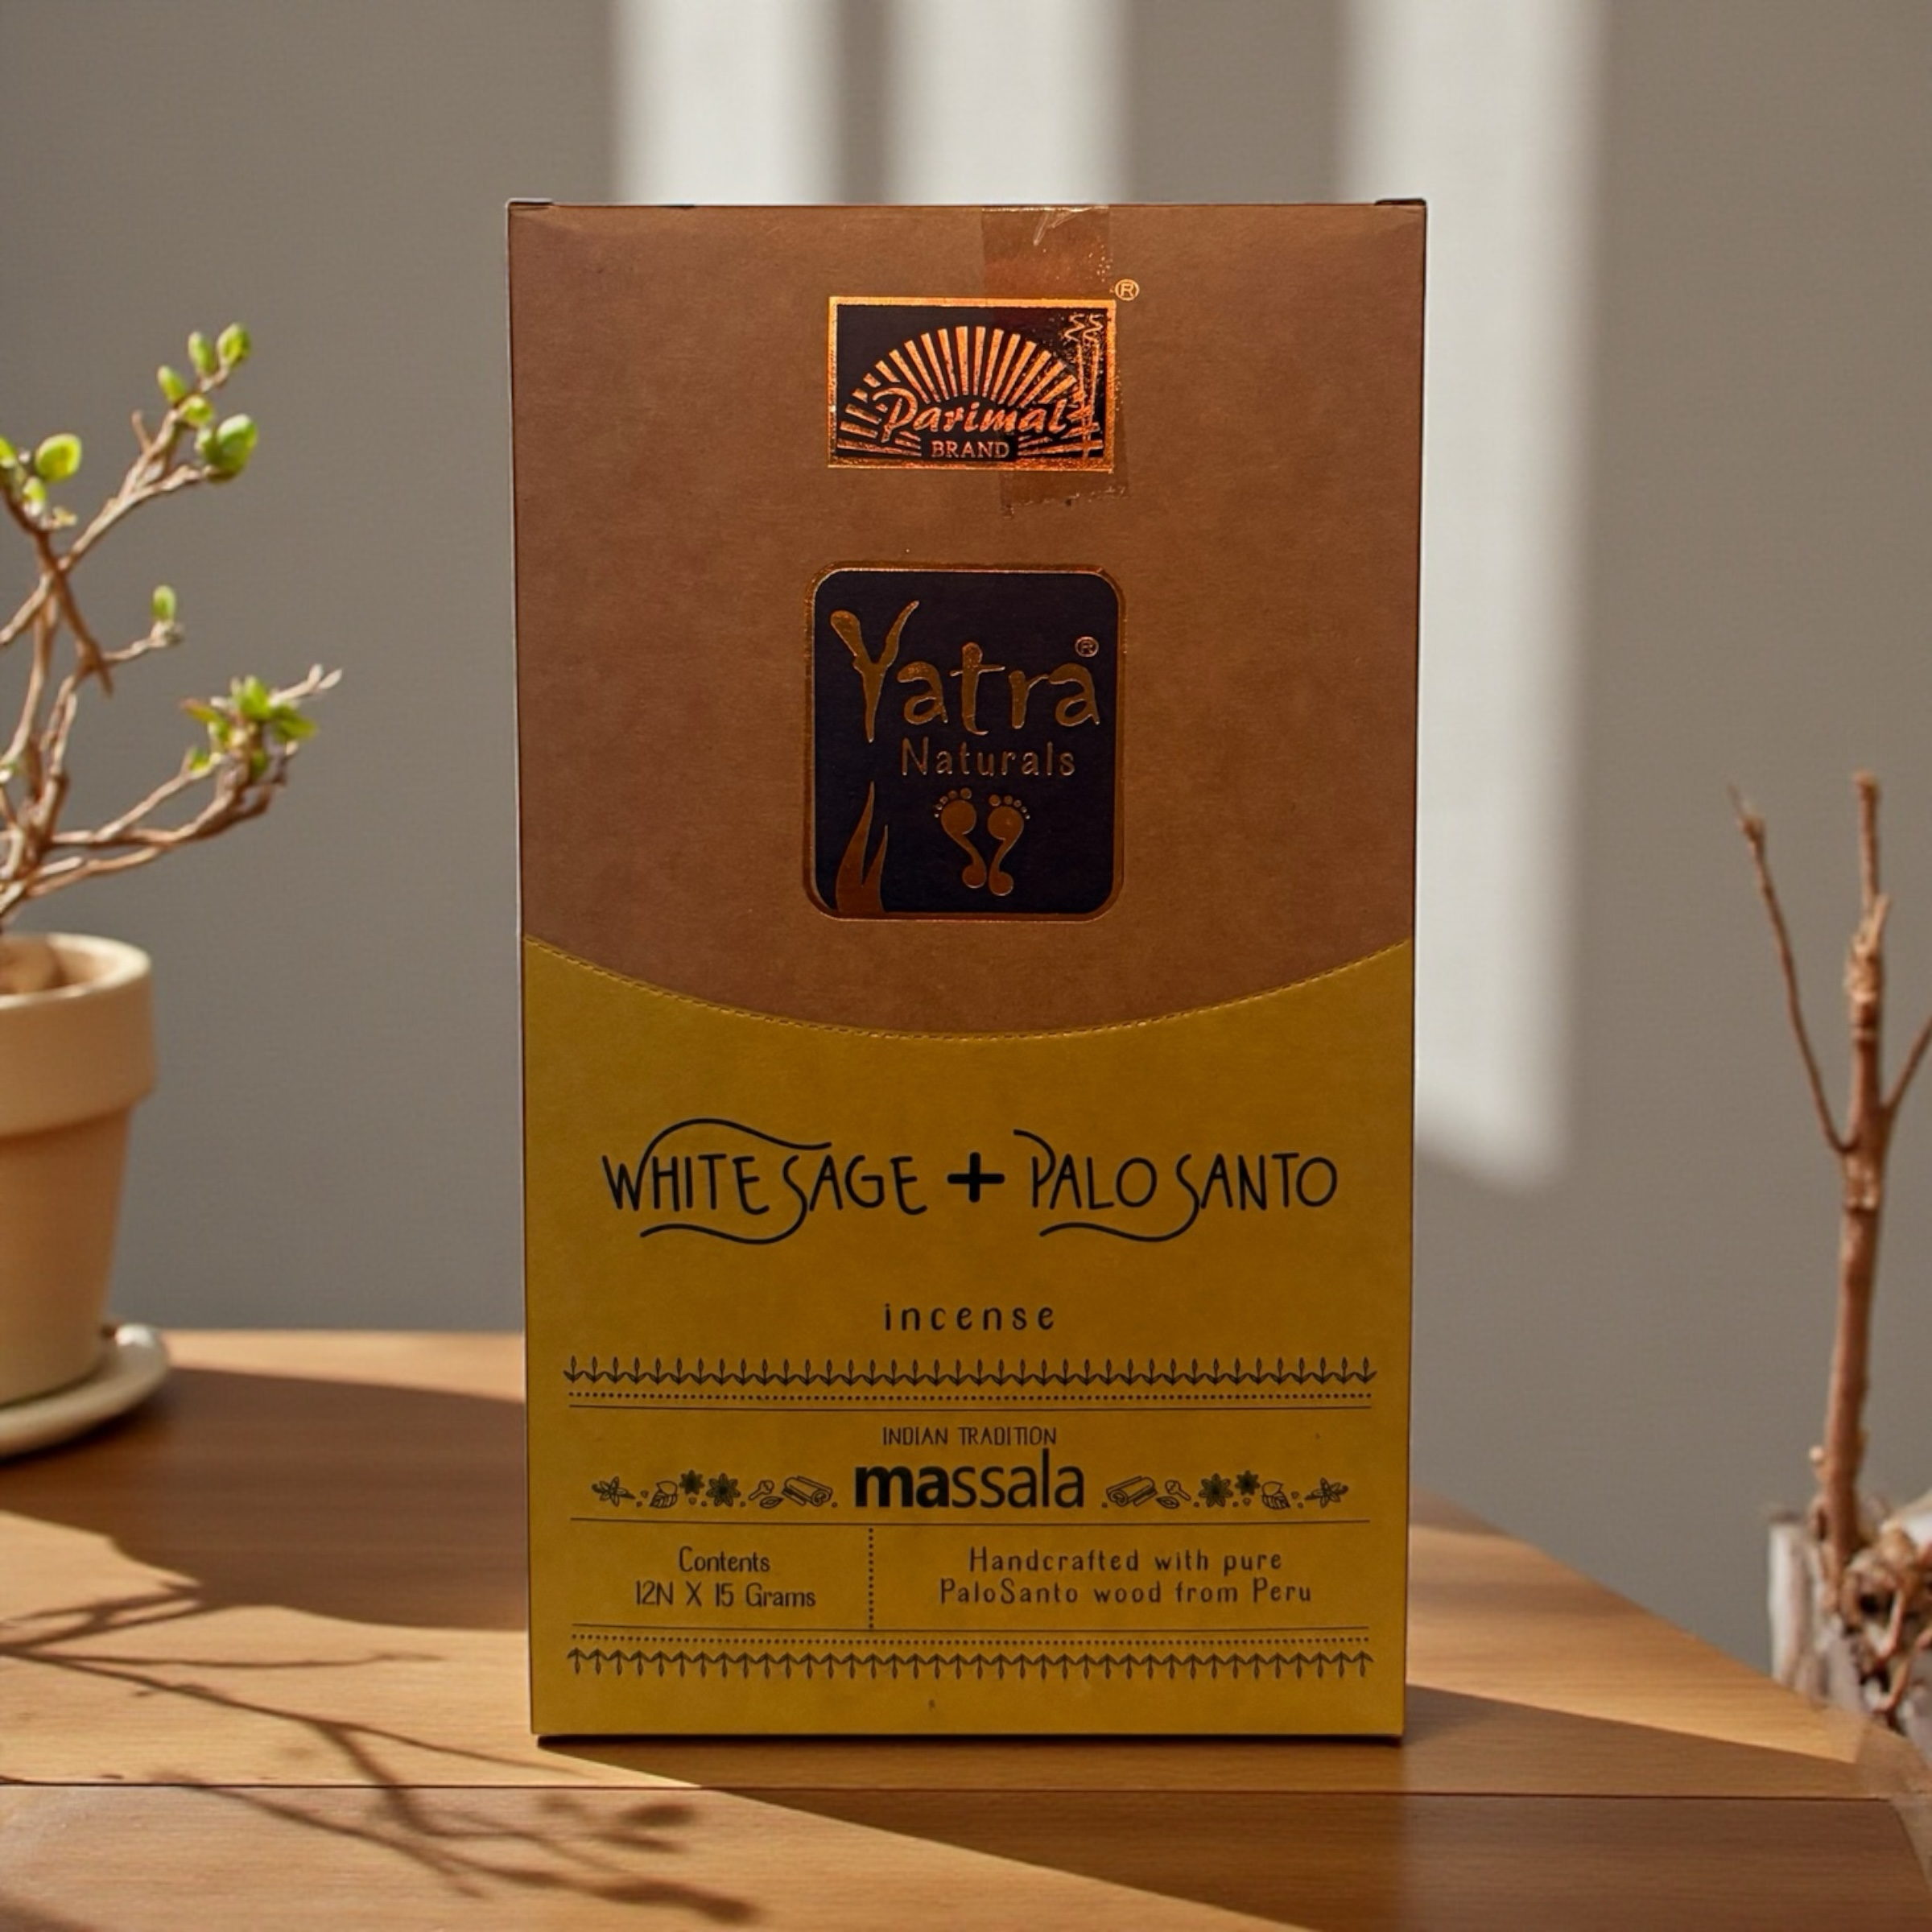 ®
Parimal
BRAND
Yatra®
Naturals
WHITE SAGE + PALO SANTO
incense
INDIAN TRADITION
massala
Contents
12N X 15 Grams
Handcrafted with pure
PaloSanto wood from Peru